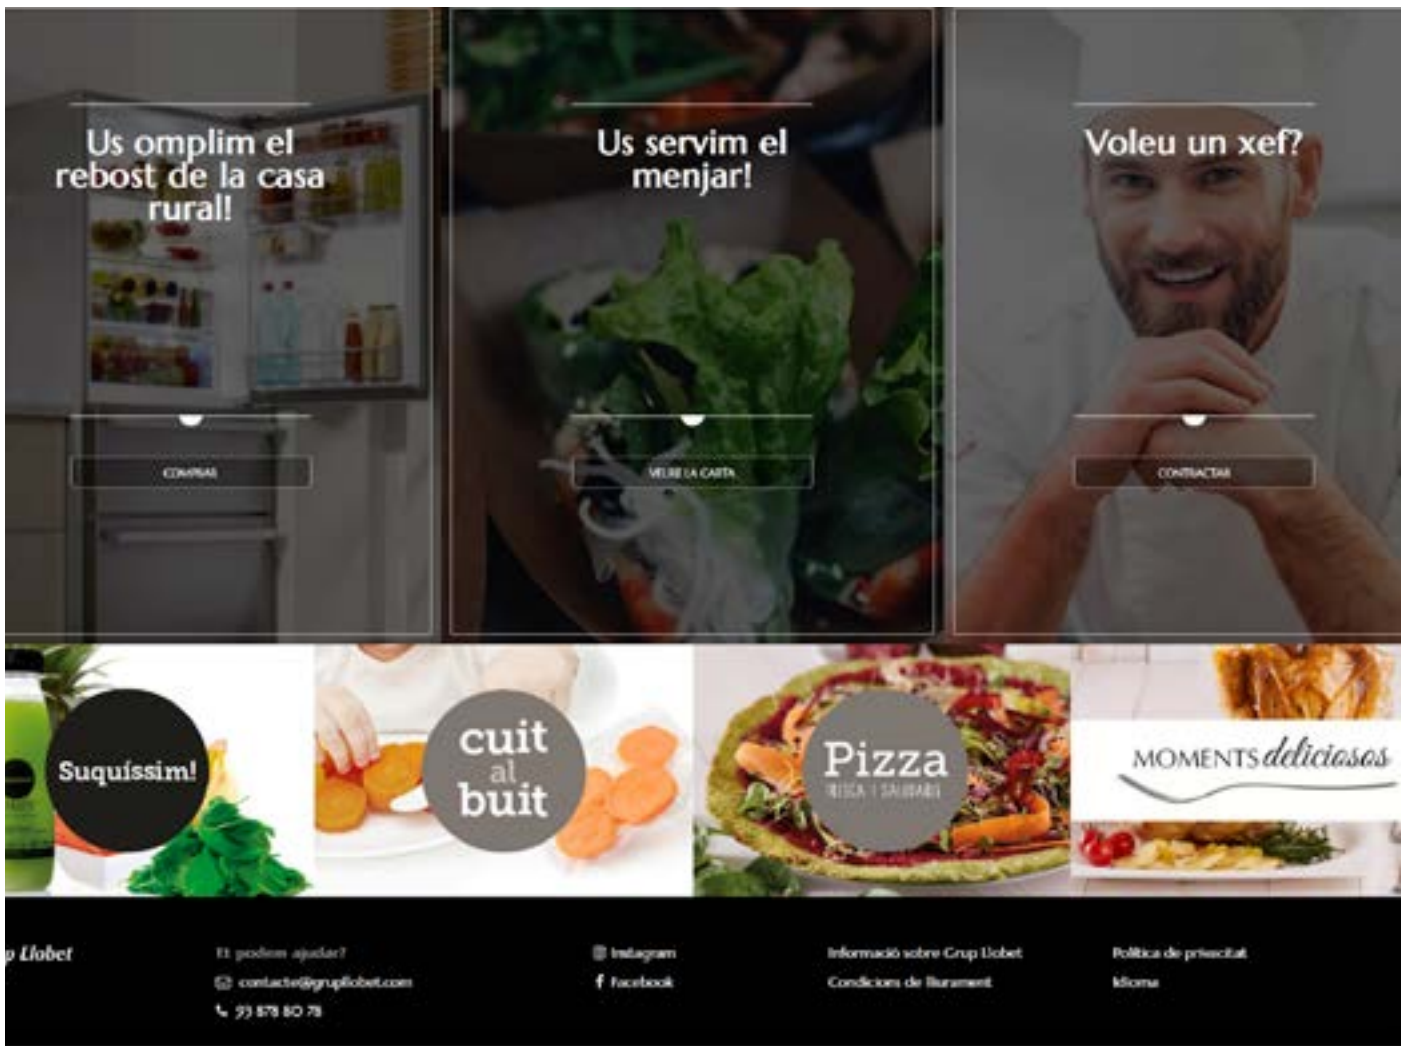 Us omplim el
rebost de la casa
rural!
COMPRAR
Us servim el
menjar!
VEURE LA CARTA
Voleu un xef?
CONTRACTAR
Suquíssim!
cuit
al
buit
Pizza
FRESCA I SALUDABLE
MOMENTS deliciosos
p Llobet
Et podem ajudar?
contacte@grupllobet.com
93 878 80 78
Instagram
Facebook
Informació sobre Grup Llobet
Condicions de lliurament
Política de privacitat
Idioma